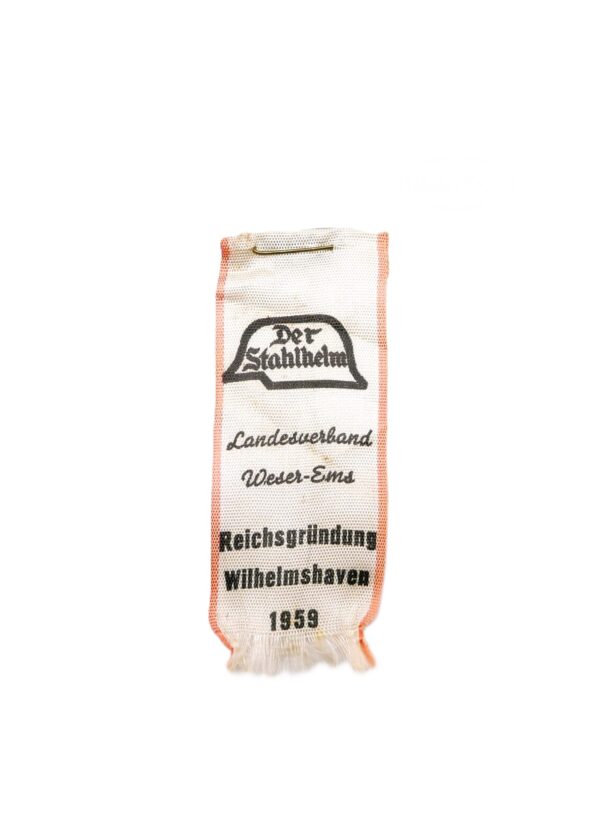 Der
Stahlhelm
Landesverband
Weser-Ems
Reichsgründung
Wilhelmshaven
1959